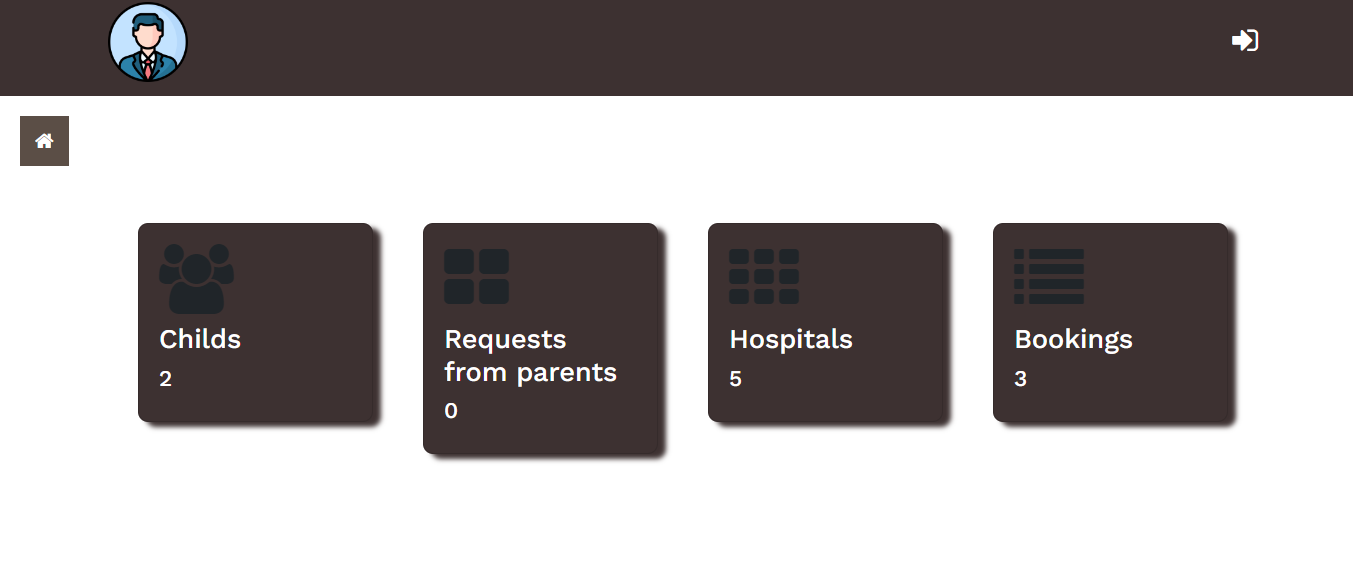 Childs
2
Requests
from parents
0
Hospitals
5
Bookings
3